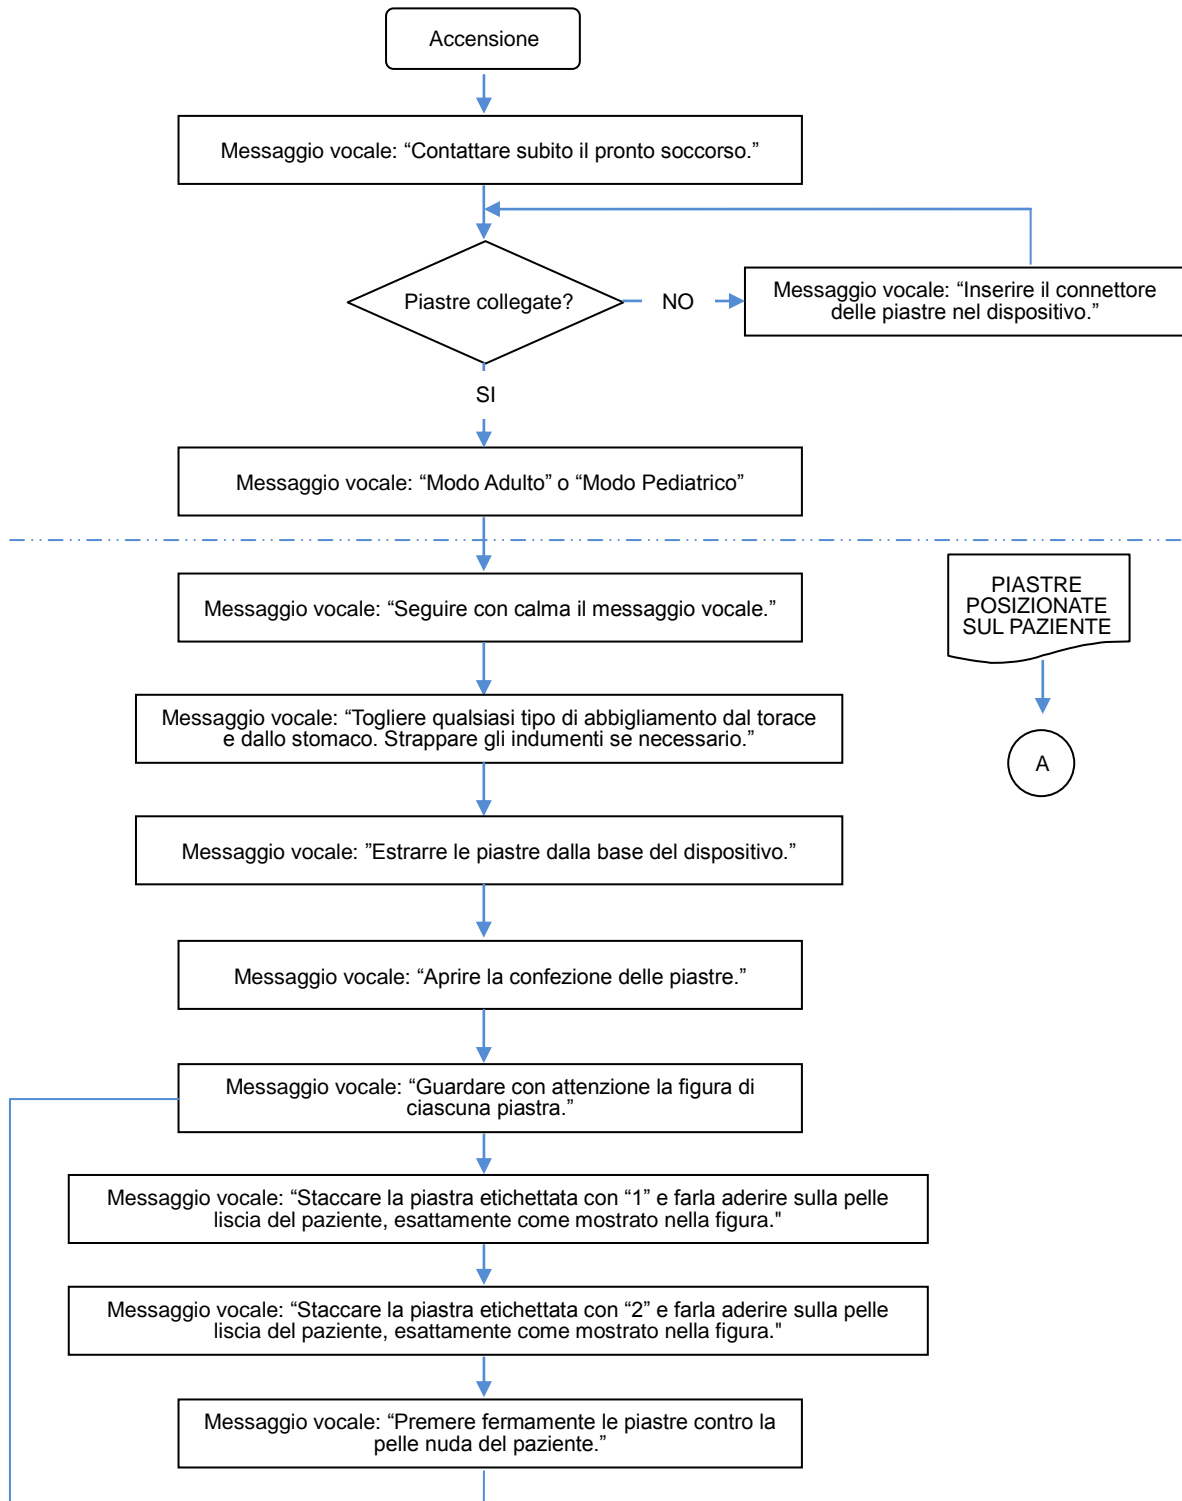 Accensione
Messaggio vocale: “Contattare subito il pronto soccorso.”
Piastre collegate?
NO
Messaggio vocale: “Inserire il connettore
delle piastre nel dispositivo.”
SI
Messaggio vocale: “Modo Adulto” o “Modo Pediatrico”
Messaggio vocale: “Seguire con calma il messaggio vocale.”
PIASTRE
POSIZIONATE
SUL PAZIENTE
Messaggio vocale: “Togliere qualsiasi tipo di abbigliamento dal torace
e dallo stomaco. Strappare gli indumenti se necessario.”
A
Messaggio vocale: ”Estrarre le piastre dalla base del dispositivo.”
Messaggio vocale: “Aprire la confezione delle piastre.”
Messaggio vocale: “Guardare con attenzione la figura di
ciascuna piastra.”
Messaggio vocale: “Staccare la piastra etichettata con “1” e farla aderire sulla pelle
liscia del paziente, esattamente come mostrato nella figura."
Messaggio vocale: “Staccare la piastra etichettata con “2” e farla aderire sulla pelle
liscia del paziente, esattamente come mostrato nella figura."
Messaggio vocale: “Premere fermamente le piastre contro la
pelle nuda del paziente.”